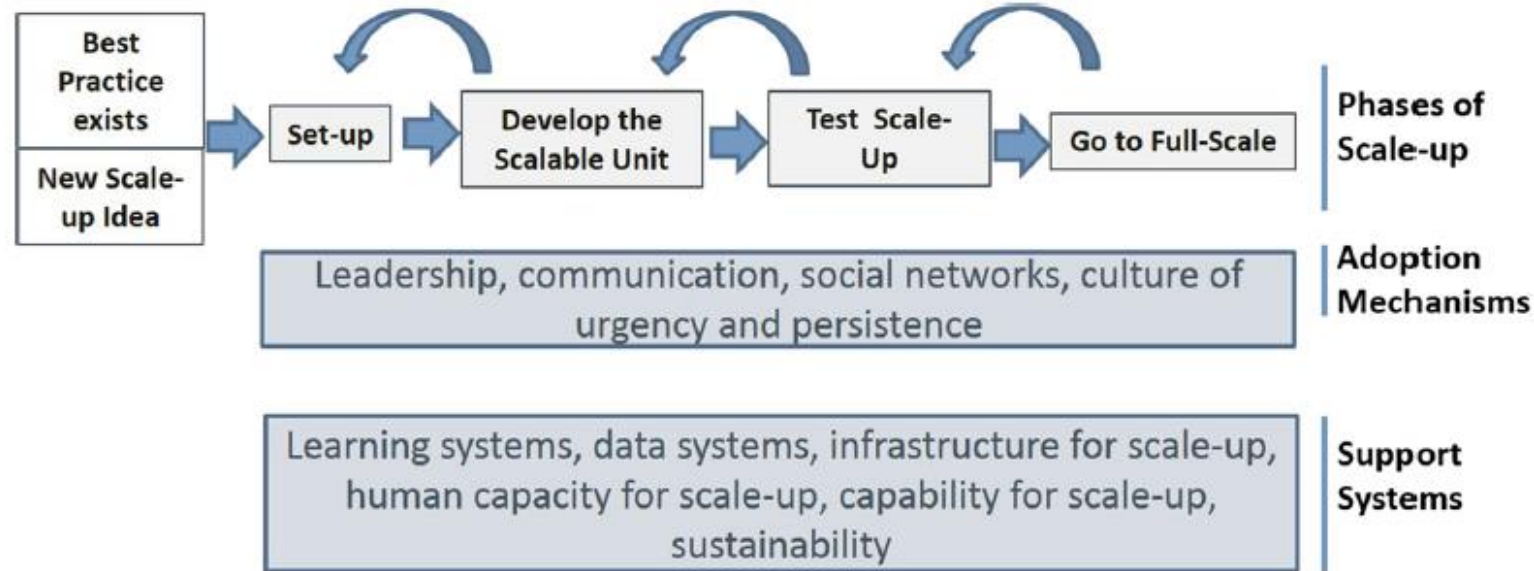 Best
Practice
exists
New Scale-
up Idea
Set-up
Develop the
Scalable Unit
Test Scale-
Up
Go to Full-Scale
Phases of
Scale-up
Leadership, communication, social networks, culture of
urgency and persistence
Adoption
Mechanisms
Learning systems, data systems, infrastructure for scale-up,
human capacity for scale-up, capability for scale-up,
sustainability
Support
Systems